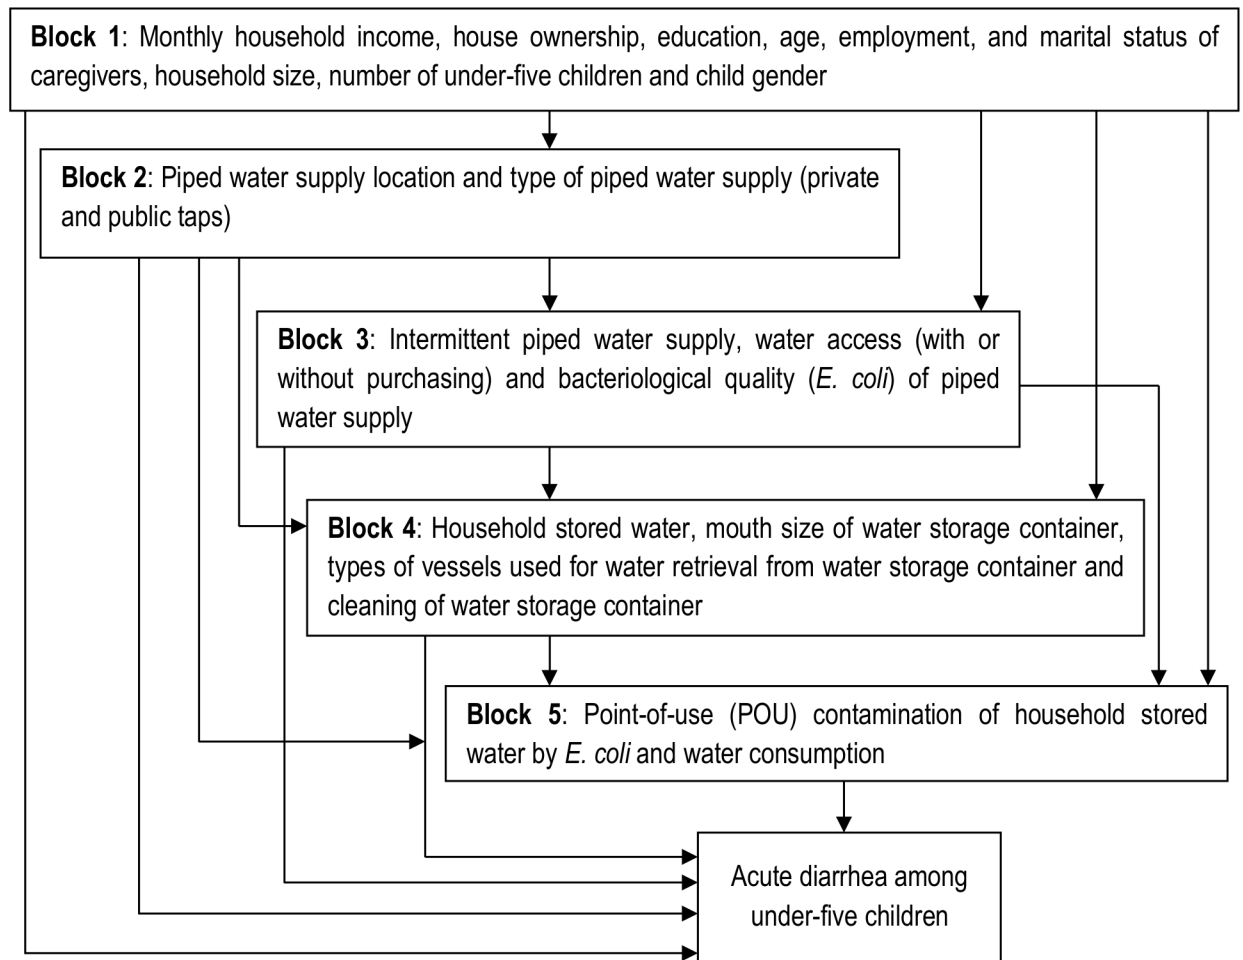 Block 1: Monthly household income, house ownership, education, age, employment, and marital status of
caregivers, household size, number of under-five children and child gender
Block 2: Piped water supply location and type of piped water supply (private
and public taps)
Block 3: Intermittent piped water supply, water access (with or
without purchasing) and bacteriological quality (E. coli) of piped
water supply
Block 4: Household stored water, mouth size of water storage container,
types of vessels used for water retrieval from water storage container and
cleaning of water storage container
Block 5: Point-of-use (POU) contamination of household stored
water by E. coli and water consumption
Acute diarrhea among
under-five children